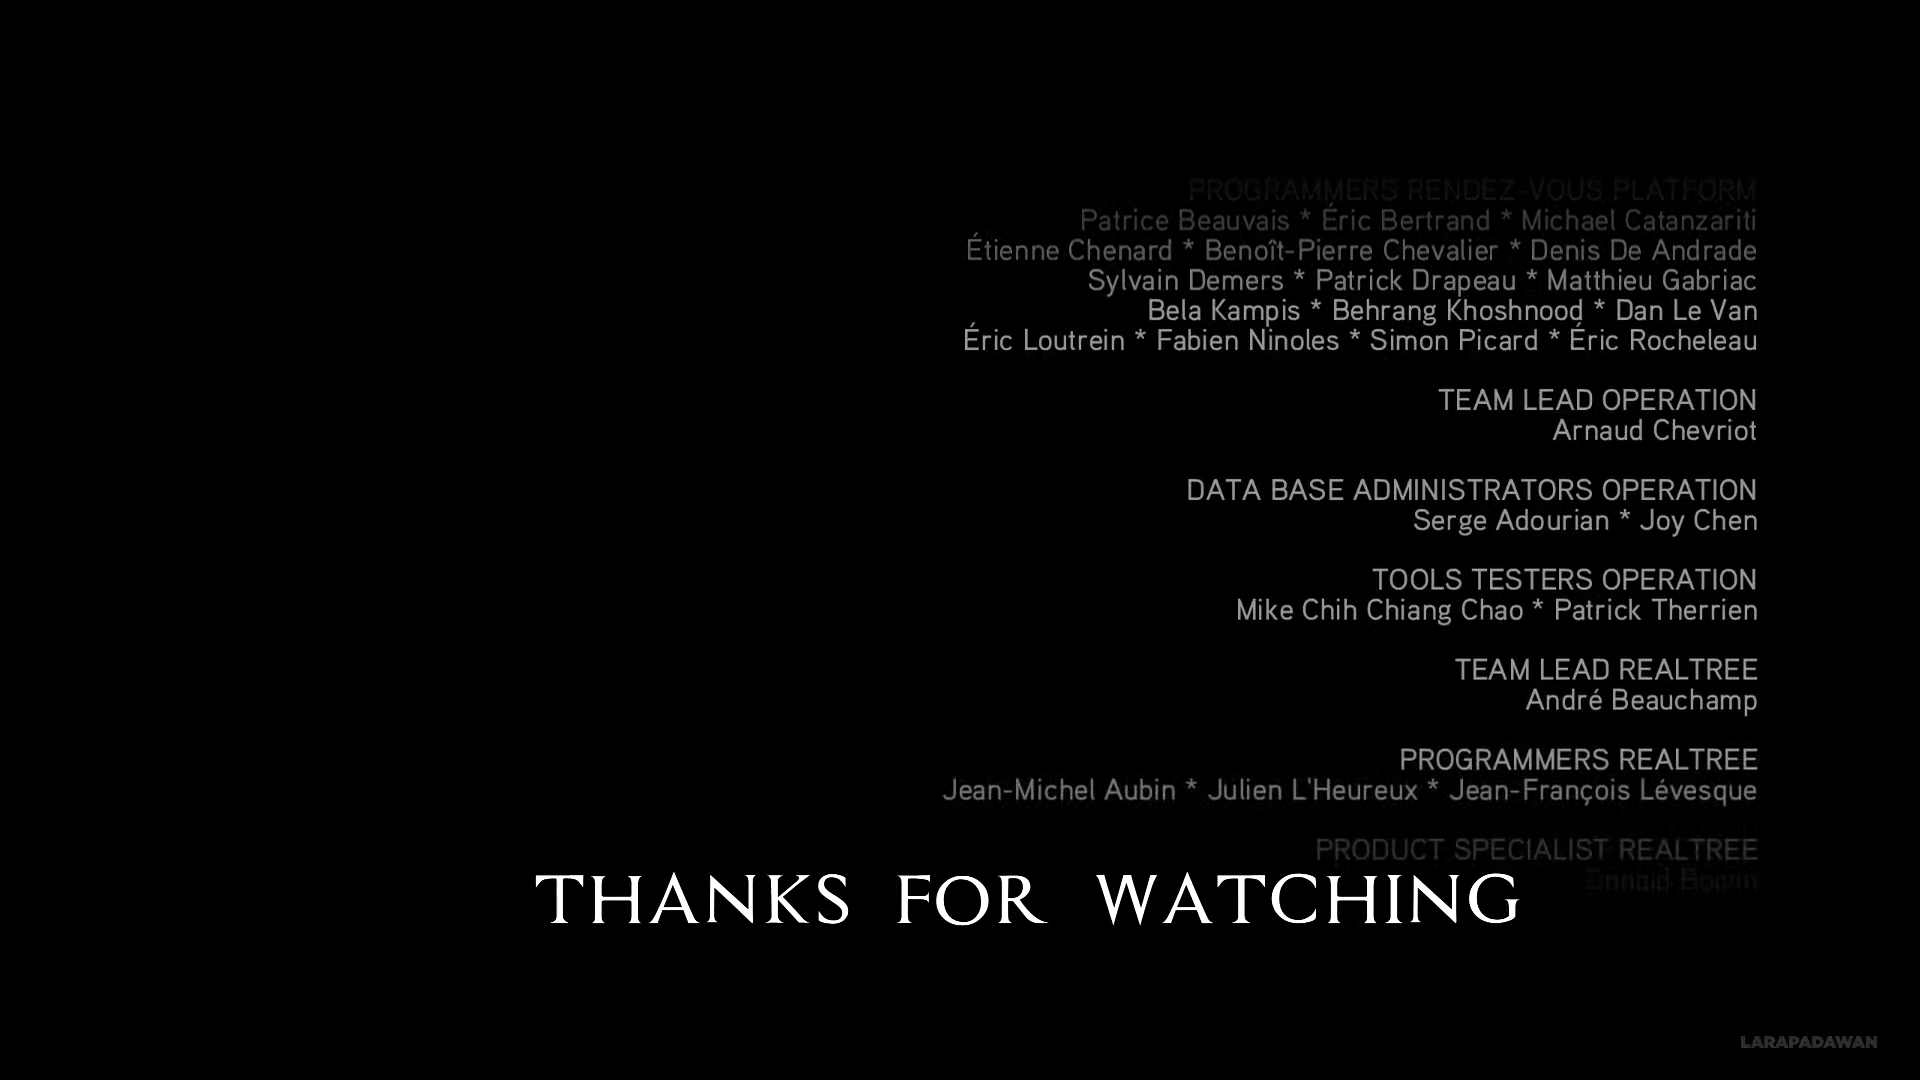 PROGRAMMERS RENDEZ-VOUS PLATFORM
Patrice Beauvais * Éric Bertrand * Michael Catanzariti
Étienne Chenard * Benoît-Pierre Chevalier * Denis De Andrade
Sylvain Demers * Patrick Drapeau * Matthieu Gabriac
Bela Kampis * Behrang Khoshnood * Dan Le Van
Éric Loutrein * Fabien Ninoles * Simon Picard * Éric Rocheleau
TEAM LEAD OPERATION
Arnaud Chevriot
DATA BASE ADMINISTRATORS OPERATION
Serge Adourian * Joy Chen
TOOLS TESTERS OPERATION
Mike Chih Chiang Chao * Patrick Therrien
TEAM LEAD REALTREE
André Beauchamp
PROGRAMMERS REALTREE
Jean-Michel Aubin * Julien L'Heureux * Jean-François Lévesque
PRODUCT SPECIALIST REALTREE
THANKS FOR WATCHING
LARAPADAWAN